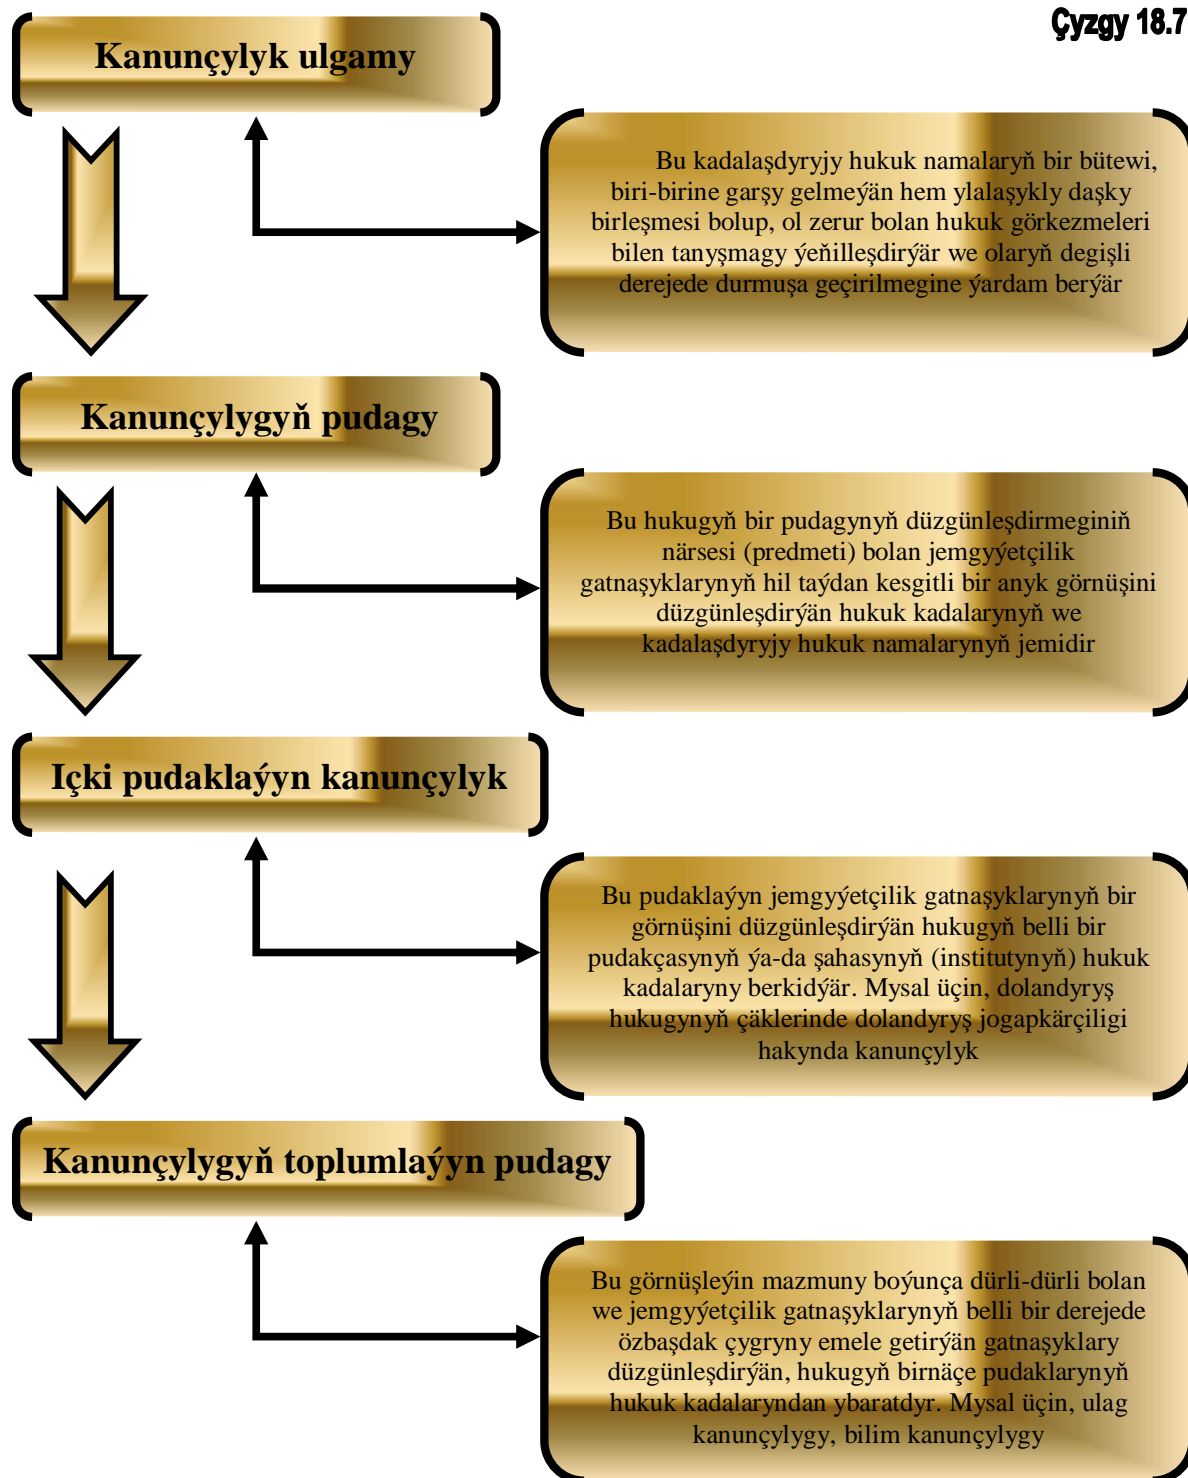 Çyzgy 18.7
Kanunçylyk ulgamy
Bu kadalaşdyryjy hukuk namalaryň bir bütewi,
biri-birine garşy gelmeýän hem ylalaşykly daşky
birleşmesi bolup, ol zerur bolan hukuk görkezmeleri
bilen tanyşmagy ýeňilleşdirýär we olaryň degişli
derejede durmuşa geçirilmegine ýardam berýär
Kanunçylygyň pudagy
Bu hukugyň bir pudagynyň düzgünleşdirmeginiň
närsesi (predmeti) bolan jemgyýetçilik
gatnaşyklarynyň hil taýdan kesgitli bir anyk görnüşini
düzgünleşdirýän hukuk kadalarynyň we
kadalaşdyryjy hukuk namalarynyň jemidir
Içki pudaklaýyn kanunçylyk
Bu pudaklaýyn jemgyýetçilik gatnaşyklarynyň bir
görnüşini düzgünleşdirýän hukugyň belli bir
pudakçasynyň ýa-da şahasynyň (institutynyň) hukuk
kadalaryny berkidýär. Mysal üçin, dolandyryş
hukugynyň çäklerinde dolandyryş jogapkärçiligi
hakynda kanunçylyk
Kanunçylygyň toplumlaýyn pudagy
Bu görnüşleýin mazmuny boýunça dürli-dürli bolan
we jemgyýetçilik gatnaşyklarynyň belli bir derejede
özbaşdak çygryny emele getirýän gatnaşyklary
düzgünleşdirýän, hukugyň birnäçe pudaklarynyň
hukuk kadalaryndan ybaratdyr. Mysal üçin, ulag
kanunçylygy, bilim kanunçylygy